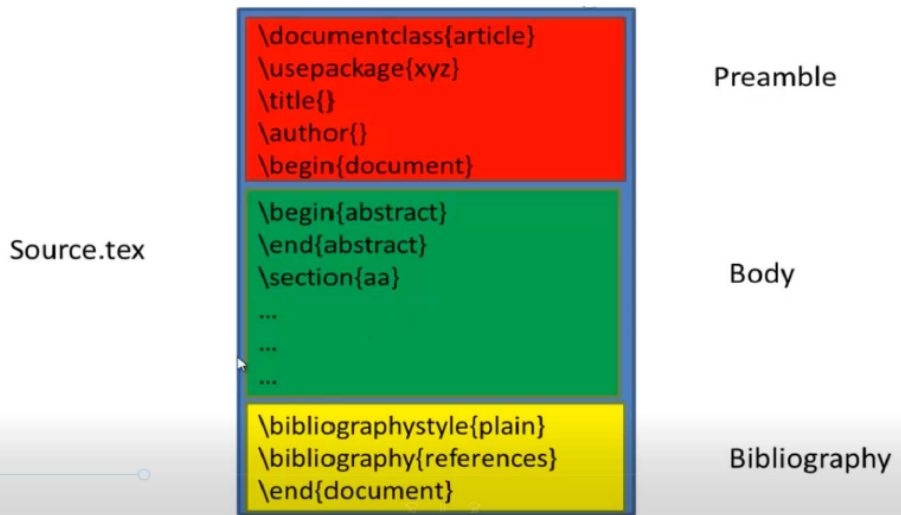 \documentclass{article}
\usepackage{xyz}
\title{}
\author{}
\begin{document}
Preamble
\begin{abstract}
\end{abstract}
\section{aa}
...
...
...
Source.tex
Body
\bibliographystyle{plain}
\bibliography{references}
\end{document}
Bibliography